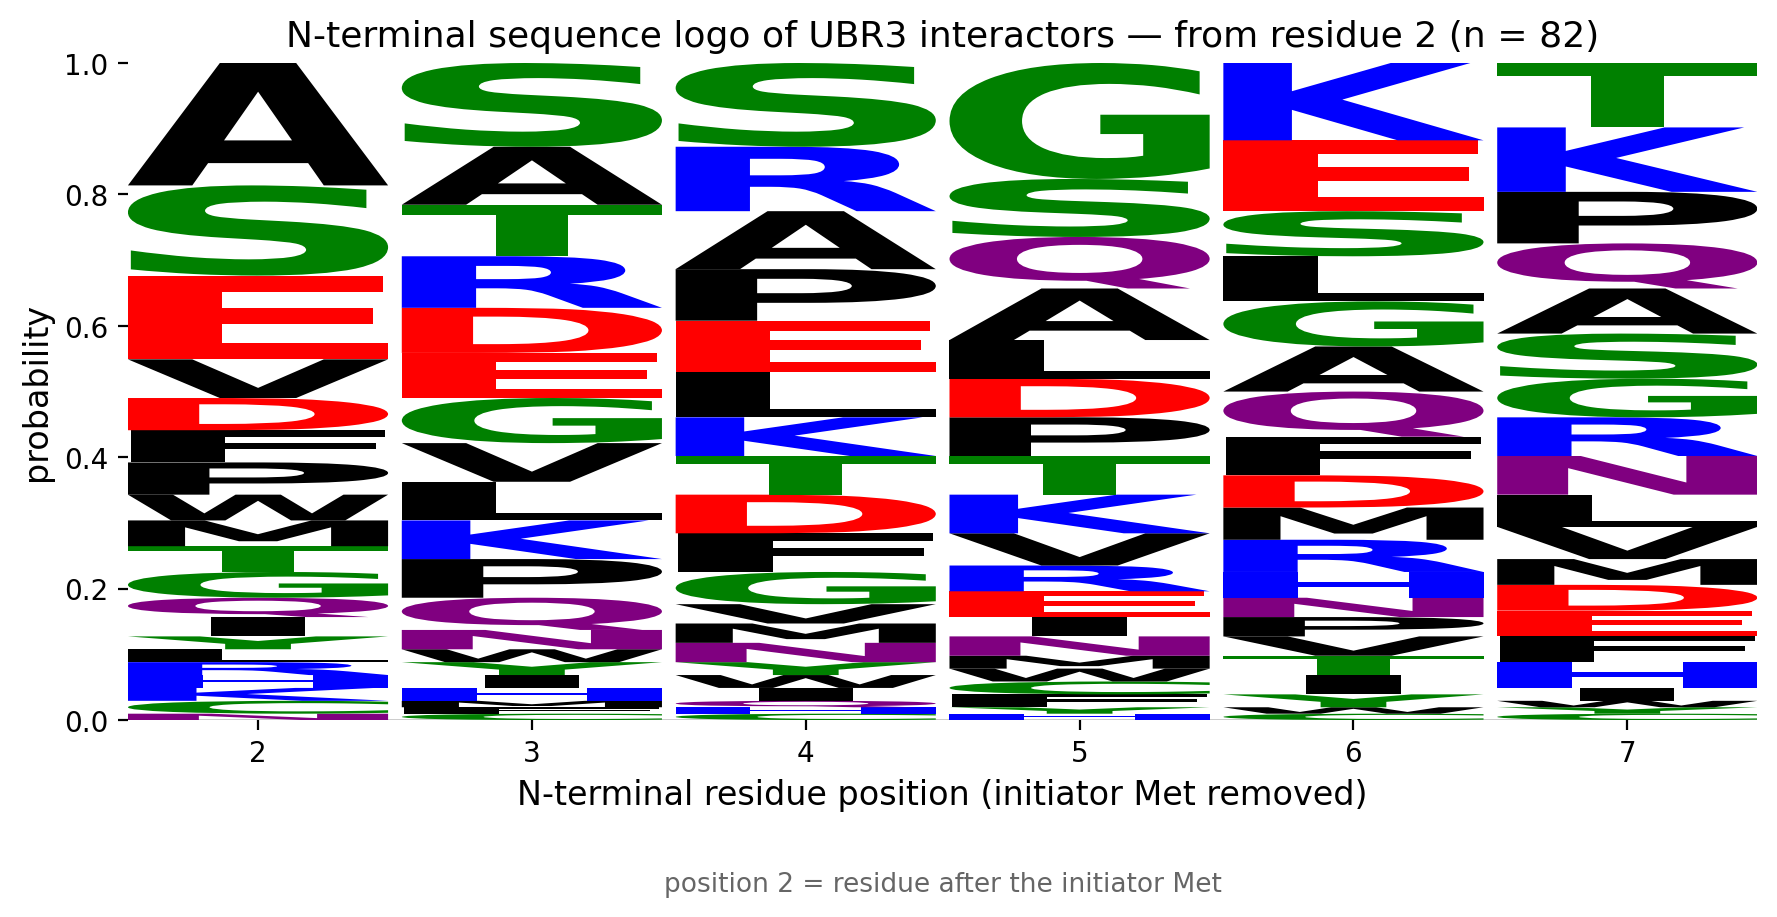 N-terminal sequence logo of UBR3 interactors — from residue 2 (n = 82)
probability
1.0
0.8
0.6
0.4
0.2
0.0
A S E V D F P W M T G Q I Y L R
S A T R D E G V L K P Q N W Y I H
S R A P E L K T D F G V M N Y W I Q H
G S Q A L D P T K V R E I N M W C F Y H
K E S L G A Q F D M R H N P V T I Y W C
T K P Q A S G R N L V M D E F H I W Y C
2 3 4 5 6 7
N-terminal residue position (initiator Met removed)
position 2 = residue after the initiator Met